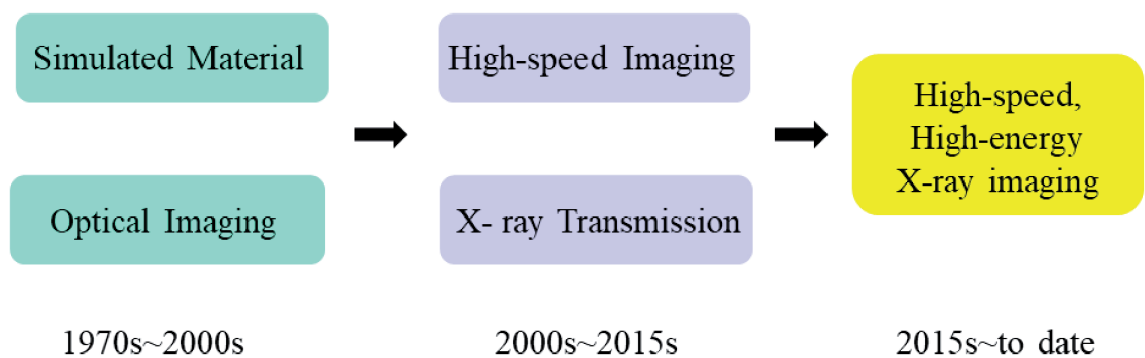 Simulated Material
Optical Imaging
1970s~2000s
High-speed Imaging
X- ray Transmission
2000s~2015s
High-speed,
High-energy
X-ray imaging
2015s~to date